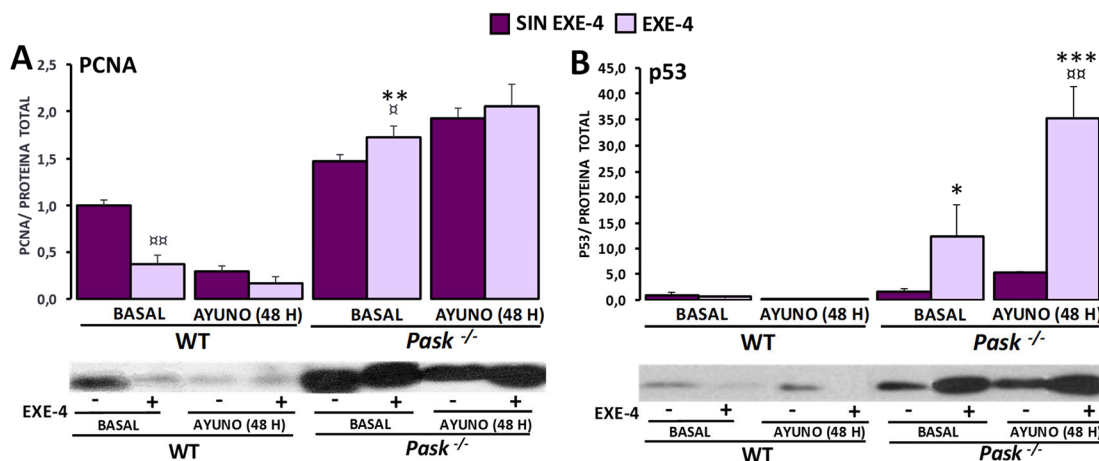 SIN EXE-4 EXE-4
A PCNA
PCNA/ PROTEINA TOTAL
2,5
2,0
1,5
1,0
0,5
0,0
¤¤
**
¤
BASAL AYUNO (48 H) BASAL AYUNO (48 H)
WT Pask -/-
EXE-4 - + - + - + - +
BASAL AYUNO (48 H) BASAL AYUNO (48 H)
WT Pask -/-
B p53
P53/PROTEINA TOTAL
45,0
40,0
35,0
30,0
25,0
20,0
15,0
10,0
5,0
0,0
*
***
¤¤
BASAL AYUNO (48 H) BASAL AYUNO (48 H)
WT Pask -/-
EXE-4 - + - + - + - +
BASAL AYUNO (48 H) BASAL AYUNO (48 H)
WT Pask -/-